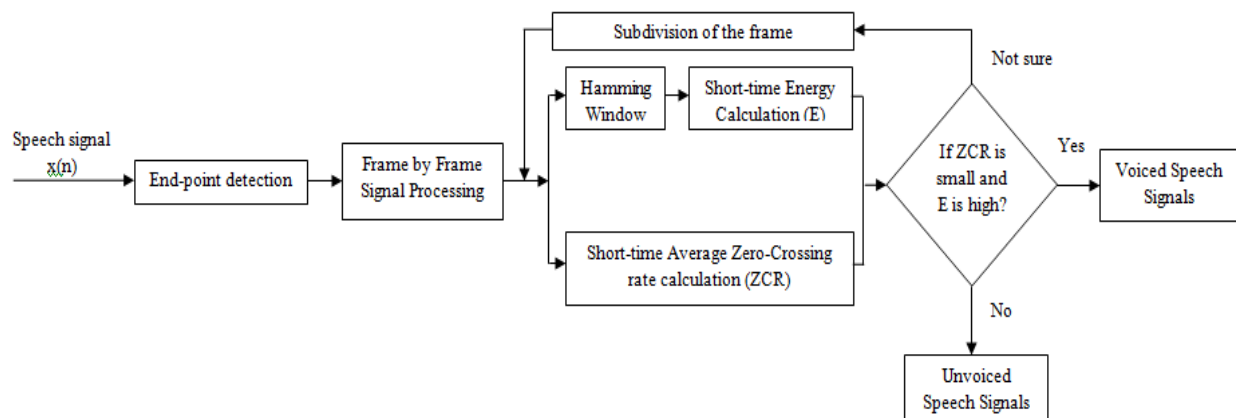 Subdivision of the frame
Not sure
Hamming
Window
Short-time Energy
Calculation (E)
Speech signal
x(n)
End-point detection
Frame by Frame
Signal Processing
If ZCR is
small and
E is high?
Yes
Voiced Speech
Signals
Short-time Average Zero-Crossing
rate calculation (ZCR)
No
Unvoiced
Speech Signals